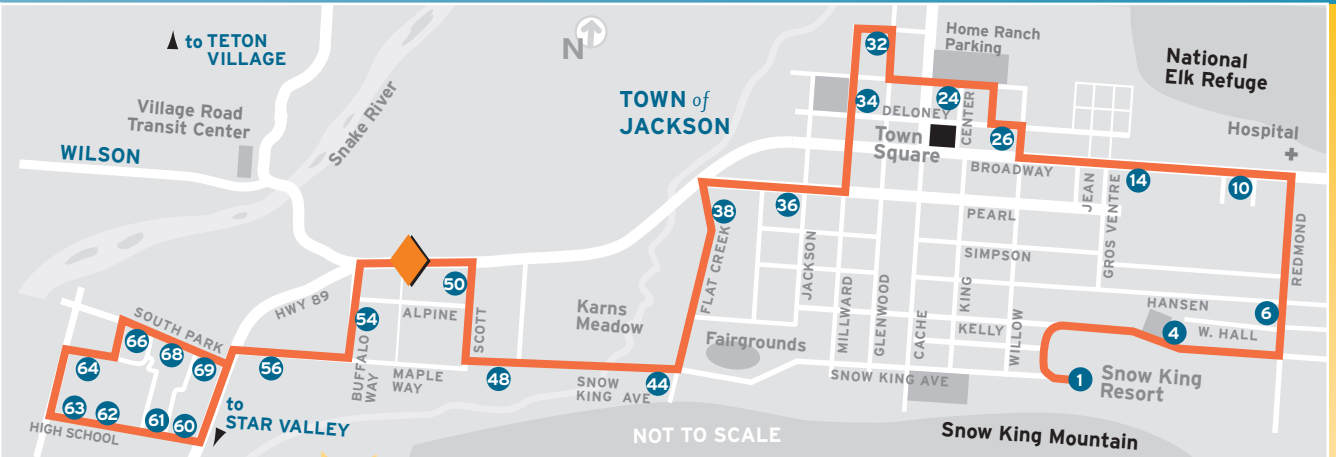 to TETON
VILLAGE
N
Home Ranch
Parking
National
Elk Refuge
32
Village Road
Transit Center
Snake River
TOWN of
JACKSON
34
DELONEY
24
CENTER
26
Town
Square
Hospital
WILSON
BROADWAY
14
10
JEAN
GROS VENTRE
REDMOND
38
36
PEARL
FLAT CREEK
JACKSON
SIMPSON
MILLWARD
GLENWOOD
CACHE
KING
WILLOW
HANSEN
6
50
HWY 89
ALPINE
SCOTT
54
Karns
Meadow
KELLY
4
W. HALL
SOUTH PARK
66
68
69
64
56
BUFFALO
WAY
MAPLE
WAY
48
SNOW
KING AVE
44
Fairgrounds
SNOW KING AVE
1
Snow King
Resort
63
62
61
60
HIGH SCHOOL
to
STAR VALLEY
NOT TO SCALE
Snow King Mountain